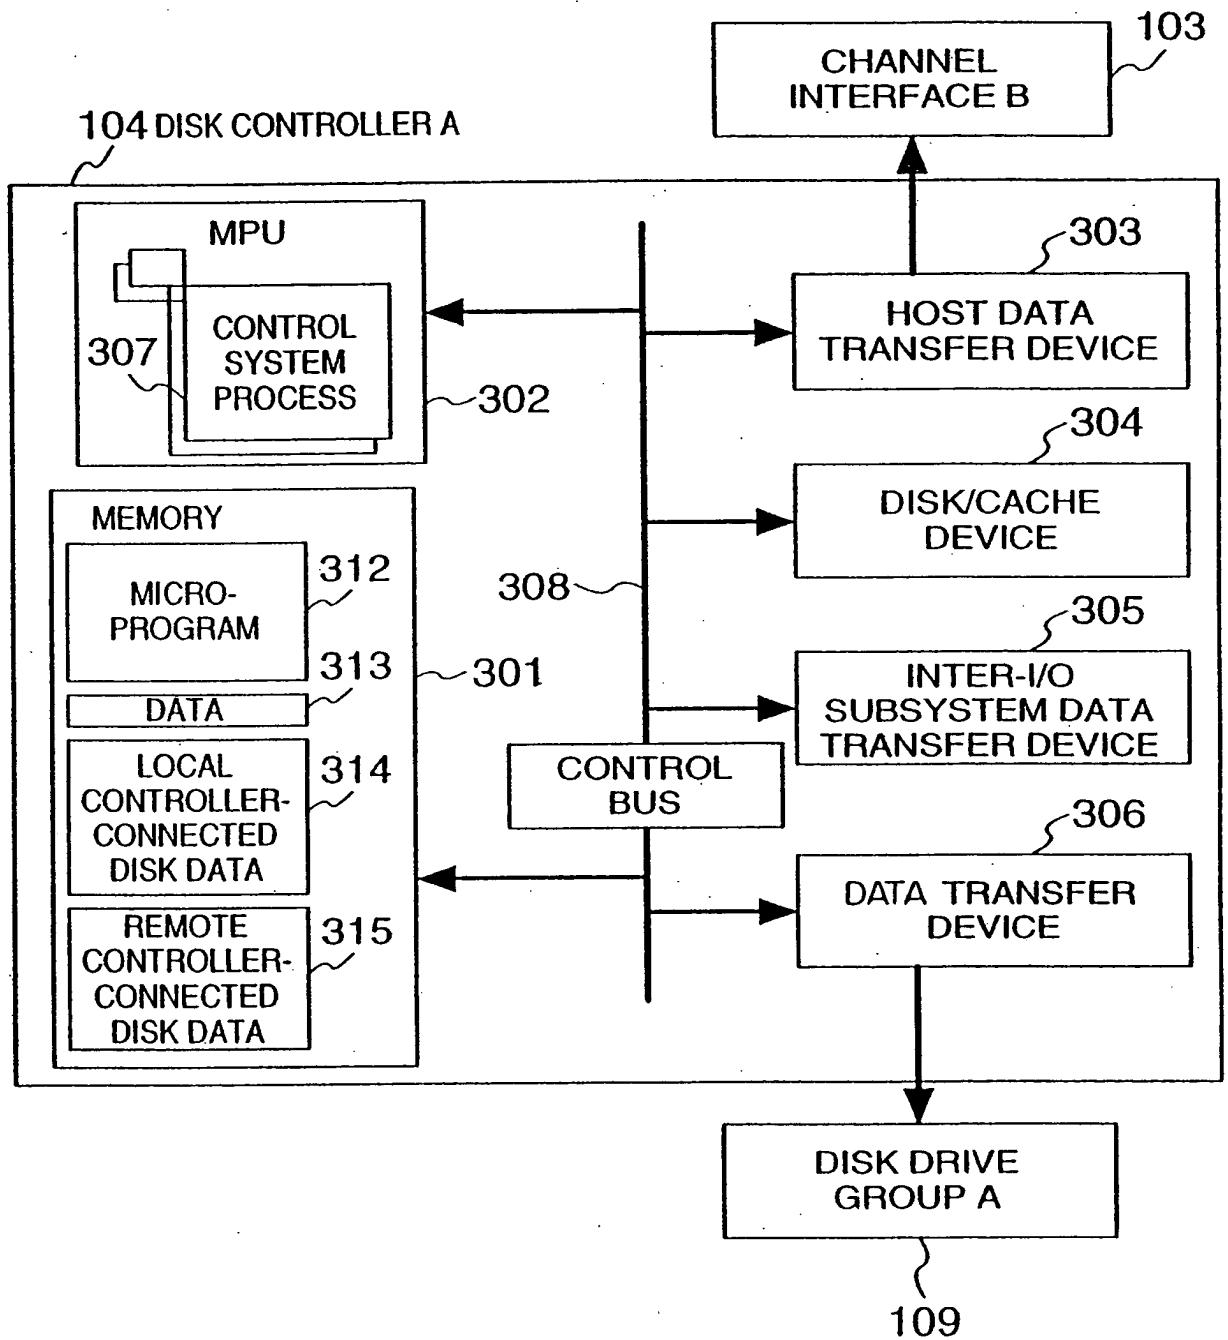 103
CHANNEL
INTERFACE B
104 DISK CONTROLLER A
MPU
CONTROL
SYSTEM
PROCESS
307
302
303
HOST DATA
TRANSFER DEVICE
304
DISK/CACHE
DEVICE
MEMORY
312
MICRO-
PROGRAM
308
301
313
DATA
305
INTER-I/O
SUBSYSTEM DATA
TRANSFER DEVICE
314
LOCAL
CONTROLLER-
CONNECTED
DISK DATA
CONTROL
BUS
306
DATA TRANSFER
DEVICE
315
REMOTE
CONTROLLER-
CONNECTED
DISK DATA
DISK DRIVE
GROUP A
109